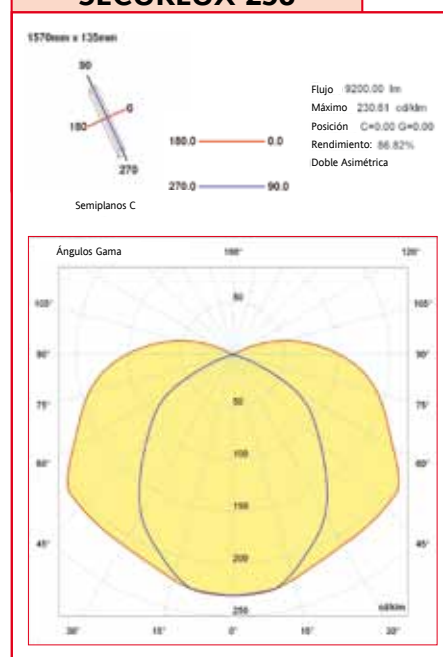 SECURLUX 258
1570mm x 135mm
90
0
180
270
180.0 0.0
270.0 90.0
Semiplanos C
Flujo 9200.00 lm
Máximo 230.81 cd/klm
Posición C=0.00 G=0.00
Rendimiento: 86.82%
Doble Asimétrica
Ángulos Gama 180° 120°
105° 50 105°
90° 90°
75° 50 75°
100
60° 60°
150
45° 200 45°
250 cd/klm
30° 15° 0° 15° 30°